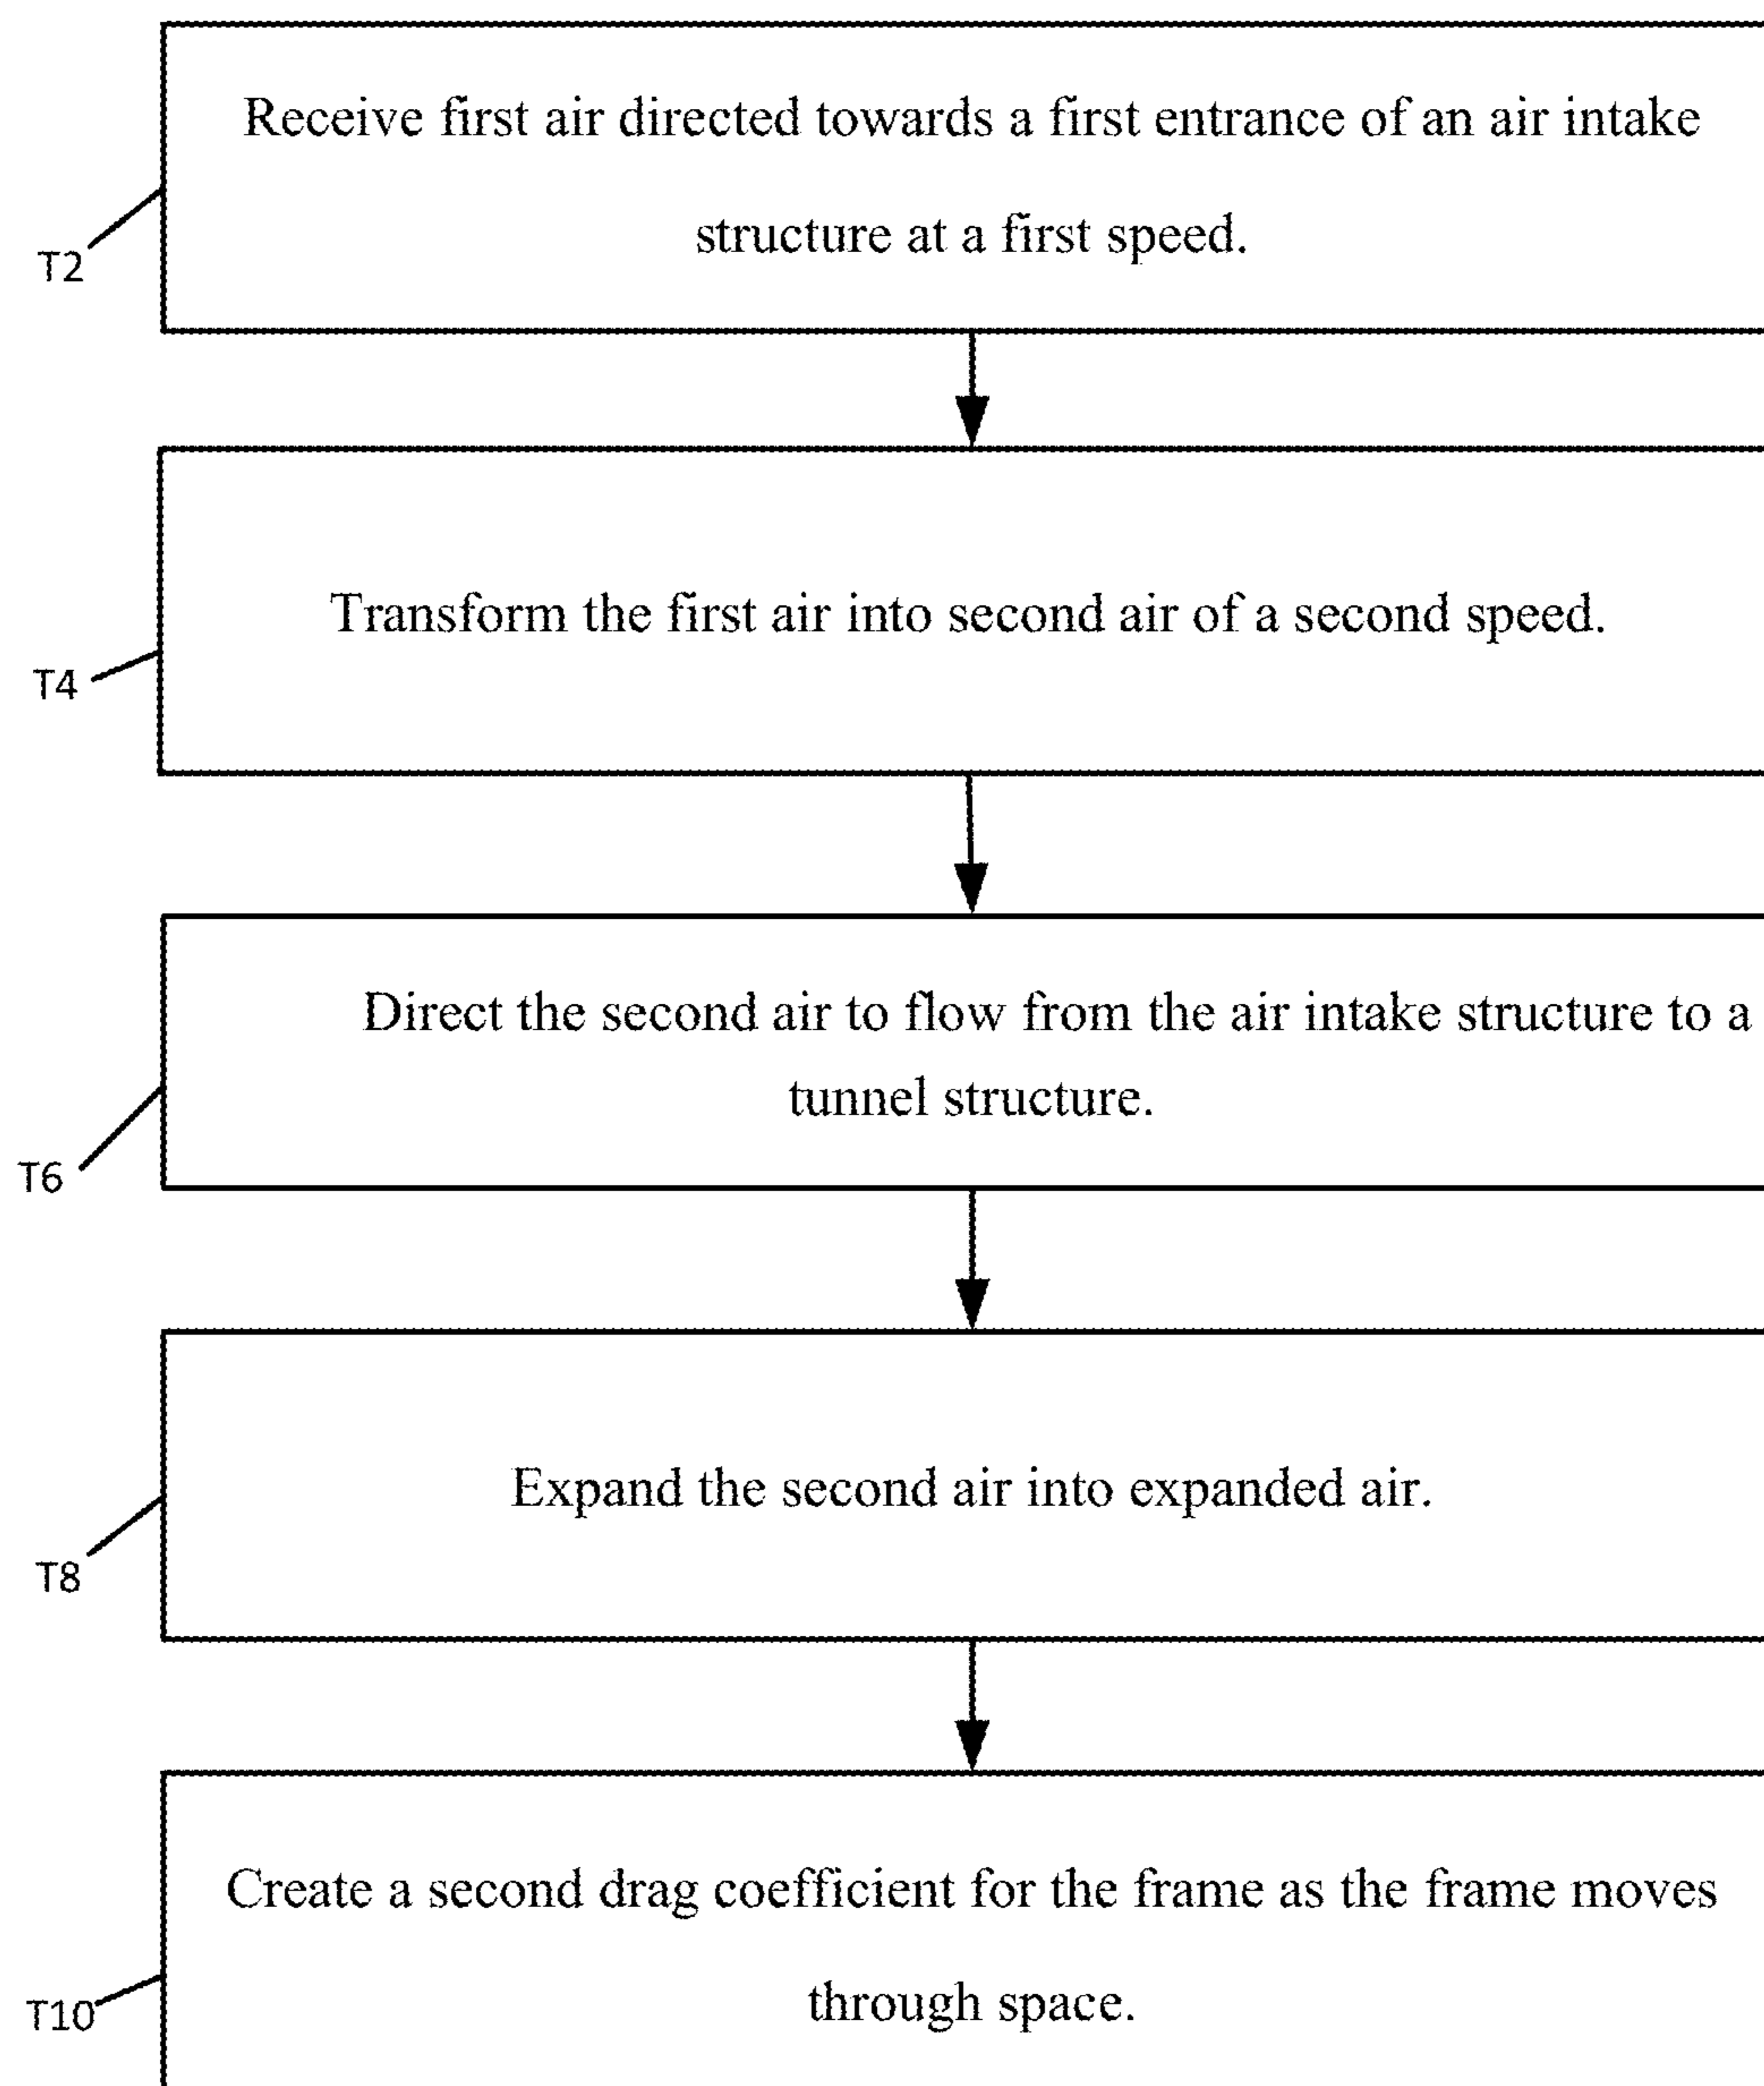 Receive first air directed towards a first entrance of an air intake
structure at a first speed.
T2
Transform the first air into second air of a second speed.
T4
Direct the second air to flow from the air intake structure to a
tunnel structure.
T6
Expand the second air into expanded air.
T8
Create a second drag coefficient for the frame as the frame moves
through space.
T10